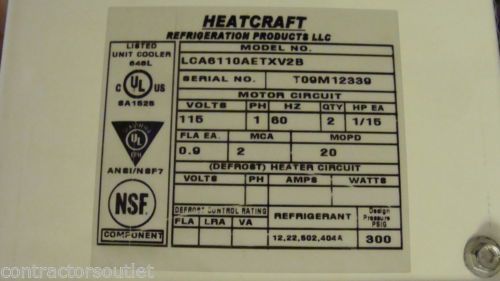 HEATCRAFT
REFRIGERATION PRODUCTS LLC
LISTED
UNIT COOLER
646L
C UL US
SA1526
UL
EPH
ANSI/NSF7
NSF
COMPONENT
MODEL NO.
LCA6110AETXV2B
SERIAL NO. T09M12339
MOTOR CIRCUIT
VOLTS PH HZ QTY HP EA
115 1 60 2 1/15
FLA EA. MCA MOPD
0.9 2 20
(DEFROST) HEATER CIRCUIT
VOLTS PH AMPS WATTS
DEFROST CONTROL RATING REFRIGERANT Design Pressure PSIG
FLA LRA VA
12,22,502,404A 300
© contractorsoutlet